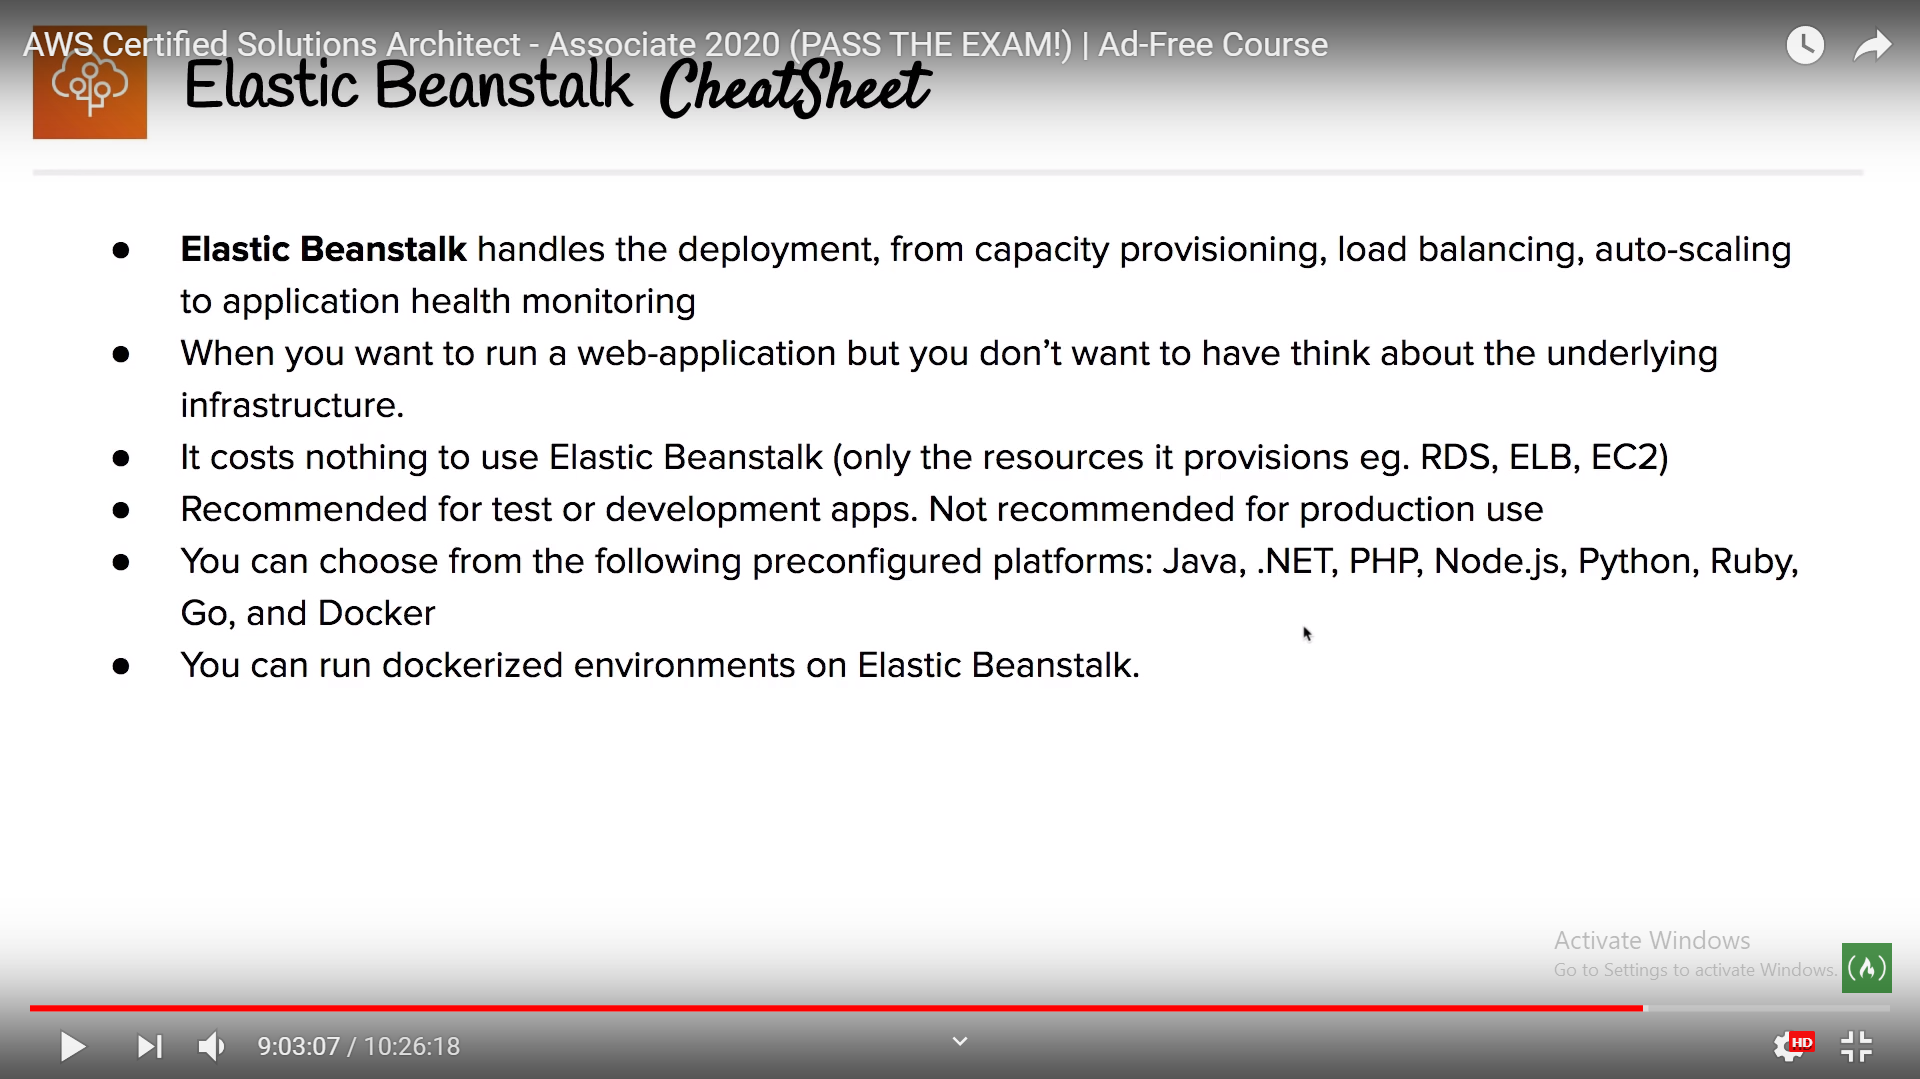 AWS Certified Solutions Architect - Associate 2020 (PASS THE EXAM!) | Ad-Free Course
Elastic Beanstalk CheatSheet
● Elastic Beanstalk handles the deployment, from capacity provisioning, load balancing, auto-scaling
to application health monitoring
● When you want to run a web-application but you don’t want to have think about the underlying
infrastructure.
● It costs nothing to use Elastic Beanstalk (only the resources it provisions eg. RDS, ELB, EC2)
● Recommended for test or development apps. Not recommended for production use
● You can choose from the following preconfigured platforms: Java, .NET, PHP, Node.js, Python, Ruby,
Go, and Docker
● You can run dockerized environments on Elastic Beanstalk.
Activate Windows
Go to Settings to activate Windows.
9:03:07 / 10:26:18
HD